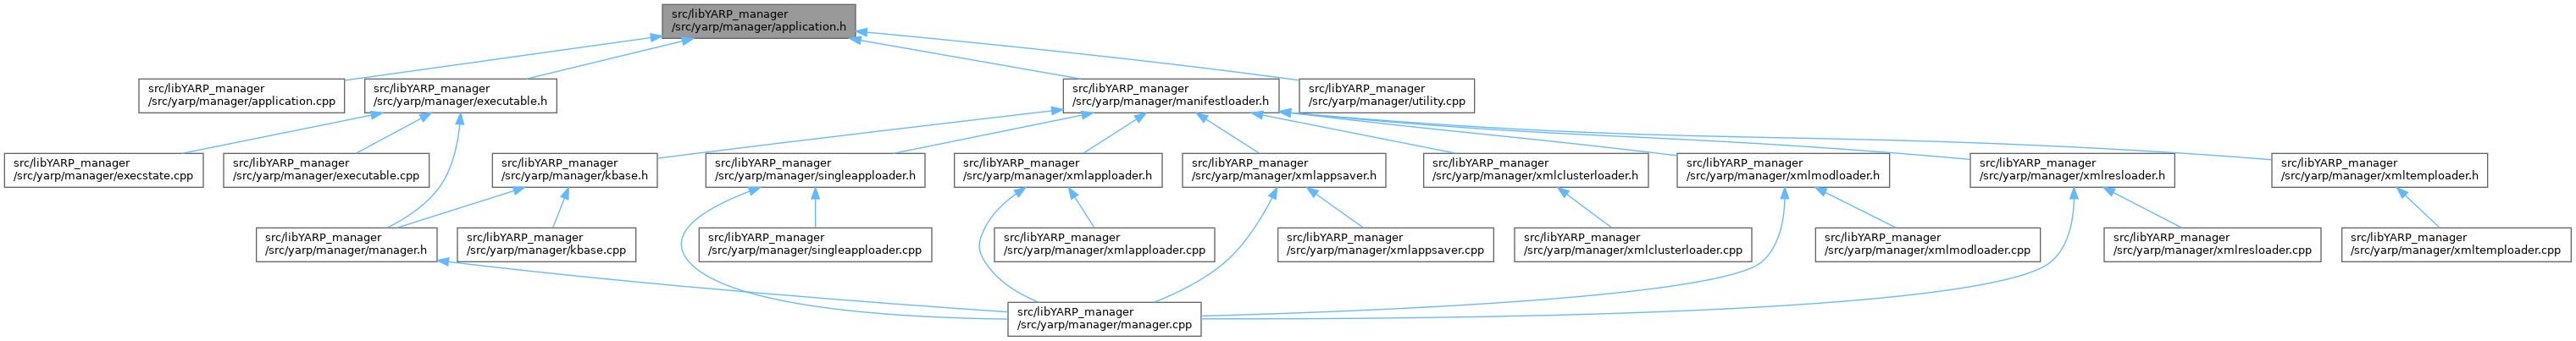 src/libYARP_manager
/src/yarp/manager/application.h
src/libYARP_manager
/src/yarp/manager/application.cpp
src/libYARP_manager
/src/yarp/manager/executable.h
src/libYARP_manager
/src/yarp/manager/manifestloader.h
src/libYARP_manager
/src/yarp/manager/utility.cpp
src/libYARP_manager
/src/yarp/manager/execstate.cpp
src/libYARP_manager
/src/yarp/manager/executable.cpp
src/libYARP_manager
/src/yarp/manager/kbase.h
src/libYARP_manager
/src/yarp/manager/singleapploader.h
src/libYARP_manager
/src/yarp/manager/xmlapploader.h
src/libYARP_manager
/src/yarp/manager/xmlappsaver.h
src/libYARP_manager
/src/yarp/manager/xmlclusterloader.h
src/libYARP_manager
/src/yarp/manager/xmlmodloader.h
src/libYARP_manager
/src/yarp/manager/xmlresloader.h
src/libYARP_manager
/src/yarp/manager/xmltemploader.h
src/libYARP_manager
/src/yarp/manager/manager.h
src/libYARP_manager
/src/yarp/manager/kbase.cpp
src/libYARP_manager
/src/yarp/manager/singleapploader.cpp
src/libYARP_manager
/src/yarp/manager/xmlapploader.cpp
src/libYARP_manager
/src/yarp/manager/xmlappsaver.cpp
src/libYARP_manager
/src/yarp/manager/xmlclusterloader.cpp
src/libYARP_manager
/src/yarp/manager/xmlmodloader.cpp
src/libYARP_manager
/src/yarp/manager/xmlresloader.cpp
src/libYARP_manager
/src/yarp/manager/xmltemploader.cpp
src/libYARP_manager
/src/yarp/manager/manager.cpp